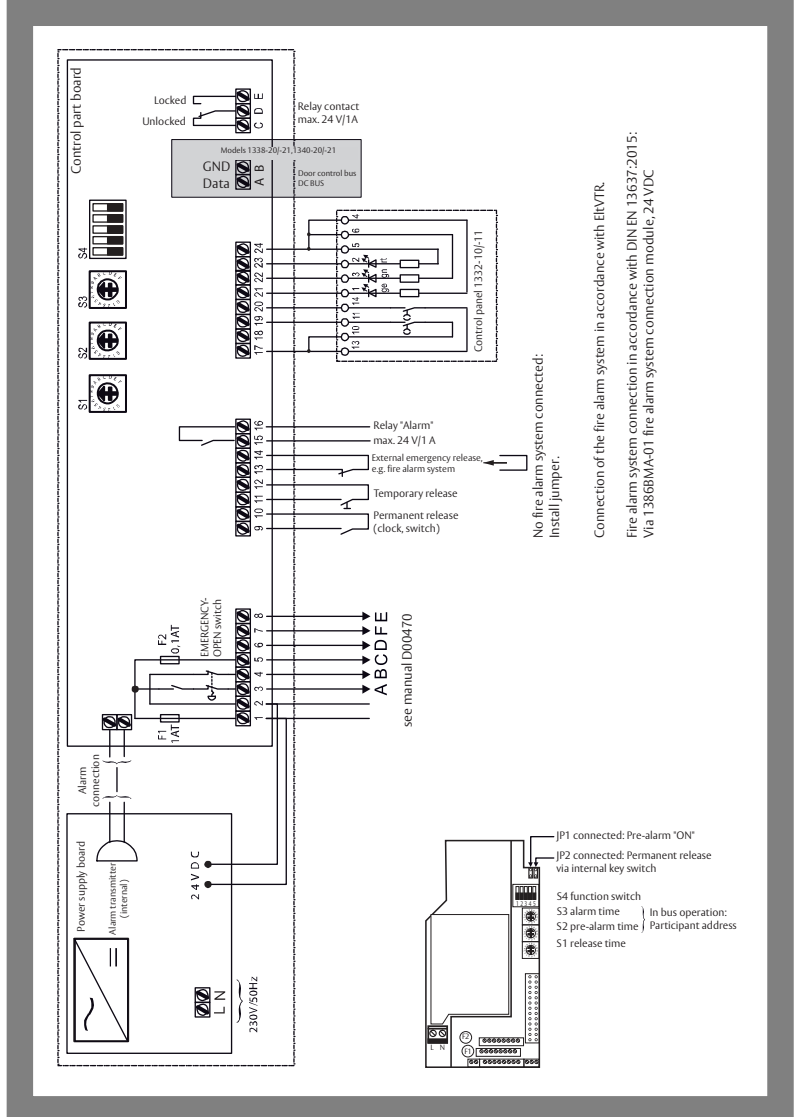 Control part board
Locked
Unlocked
E
D
C
Relay contact
max. 24 V/1A
Models 1338-20/-21,1340-20/-21
GND
Data
B
A
Door control bus
DC BUS
S4
S3
S2
S1
24
23
22
21
20
19
18
17
4
6
5
2
3
1
14
11
10
13
rt
gn
ge
Control panel 1332-10/-11
16
15
14
13
12
11
10
9
Relay "Alarm"
max. 24 V/1 A
External emergency release,
e.g. fire alarm system
Temporary release
Permanent release
(clock, switch)
No fire alarm system connected:
Install jumper.
Connection of the fire alarm system in accordance with EltVTR.
Fire alarm system connection in accordance with DIN EN 13637:2015:
Via 1386BMA-01 fire alarm system connection module, 24 VDC
F2
0,1AT
EMERGENCY-
OPEN switch
F1
1AT
8
7
6
5
4
3
2
1
A B C D F E
see manual D00470
Alarm
connection
Power supply board
Alarm transmitter
(internal)
24VDC
L N
230V/50Hz
JP1 connected: Pre-alarm "ON"
JP2 connected: Permanent release
via internal key switch
S4 function switch
S3 alarm time
S2 pre-alarm time
In bus operation:
Participant address
S1 release time
1 2 3 4 5
L N
F2
F1